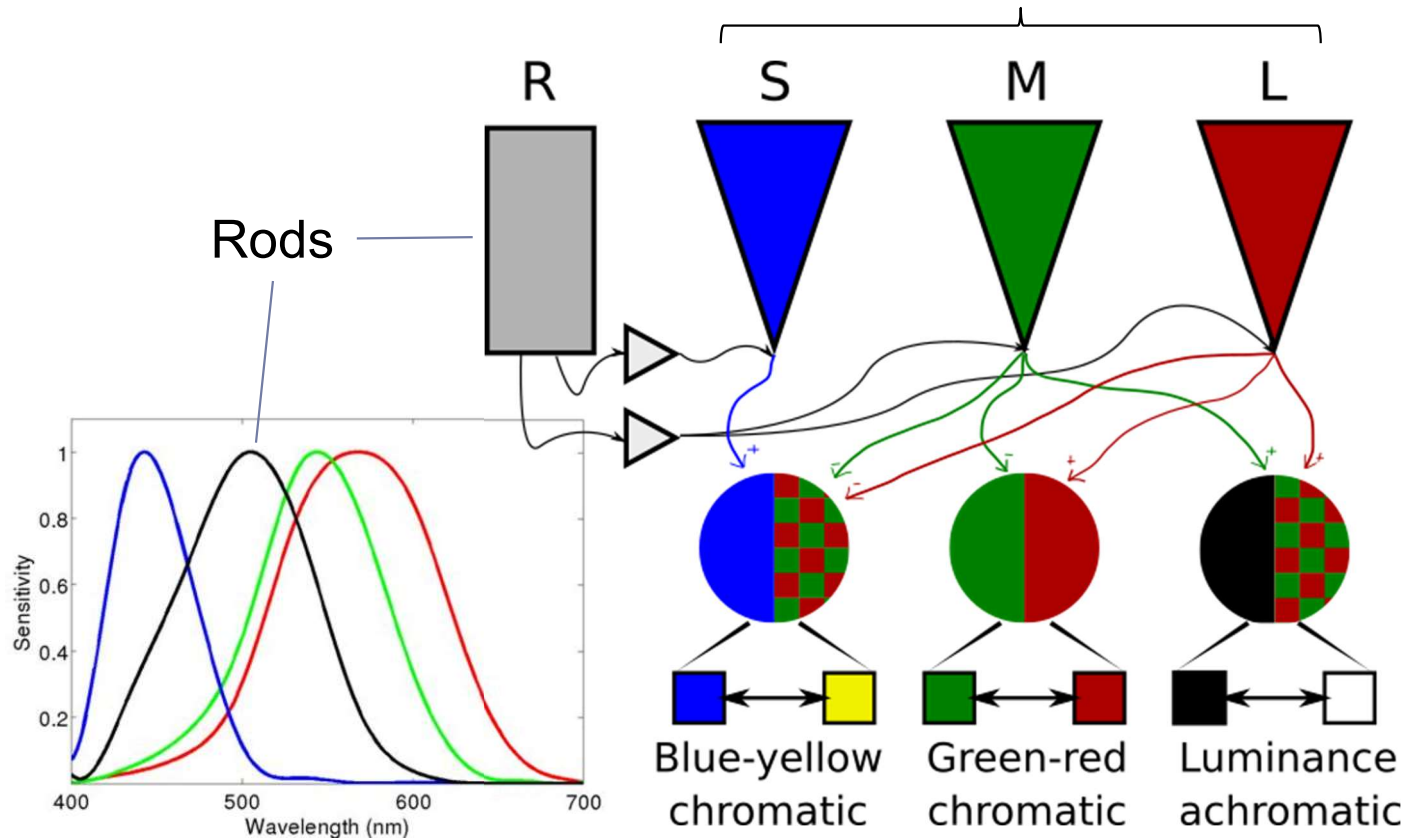 R
S
M
L
Rods
+
-
-
-
+
+
+
1
0.8
0.6
0.4
0.2
Sensitivity
400
500
600
700
Wavelength (nm)
Blue-yellow
chromatic
Green-red
chromatic
Luminance
achromatic